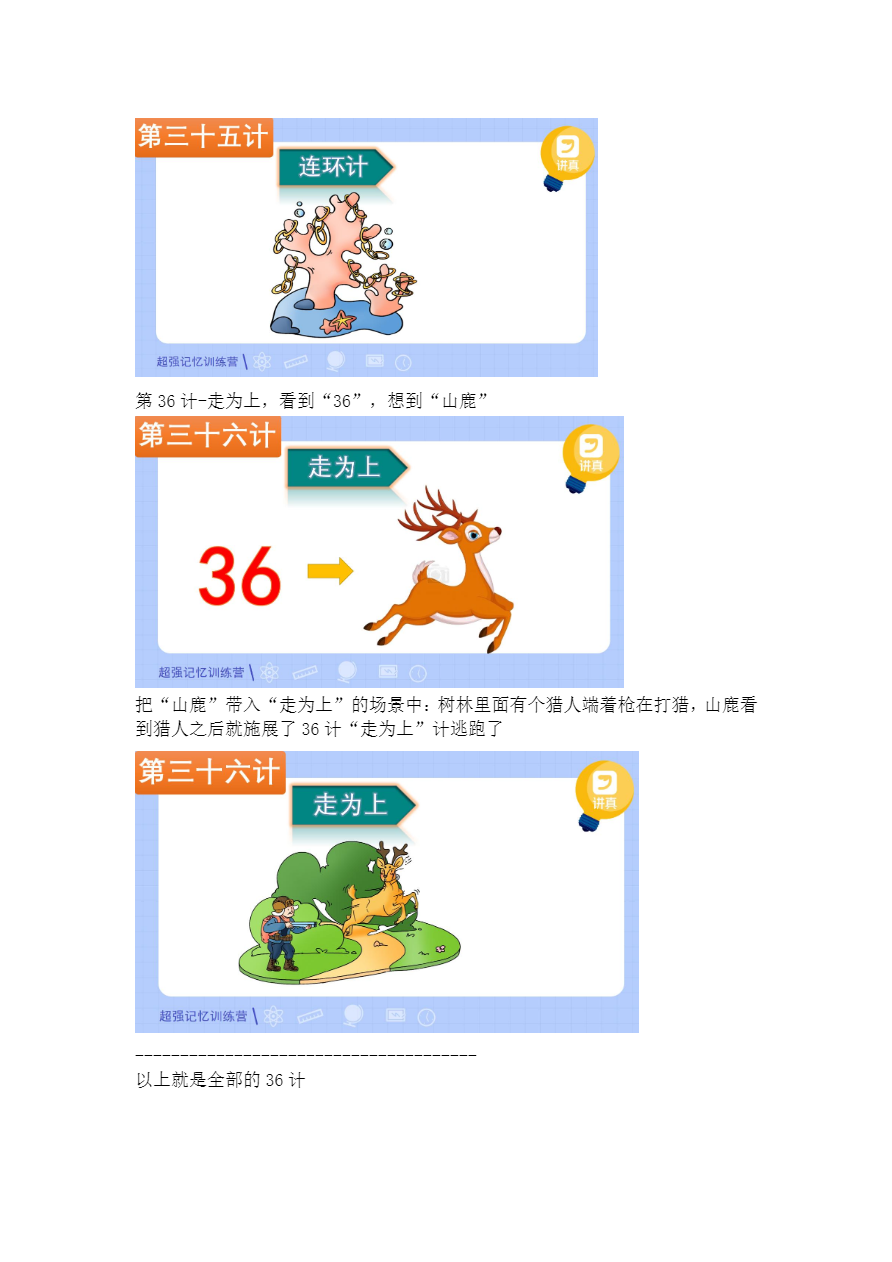 第三十五计
连环计
讲真
超强记忆训练营
第 36 计-走为上，看到“36”，想到“山鹿”
第三十六计
走为上
讲真
36
超强记忆训练营
把“山鹿”带入“走为上”的场景中：树林里面有个猎人端着枪在打猎，山鹿看
到猎人之后就施展了 36 计“走为上”计逃跑了
第三十六计
走为上
讲真
超强记忆训练营
--------------------------------------
以上就是全部的 36 计